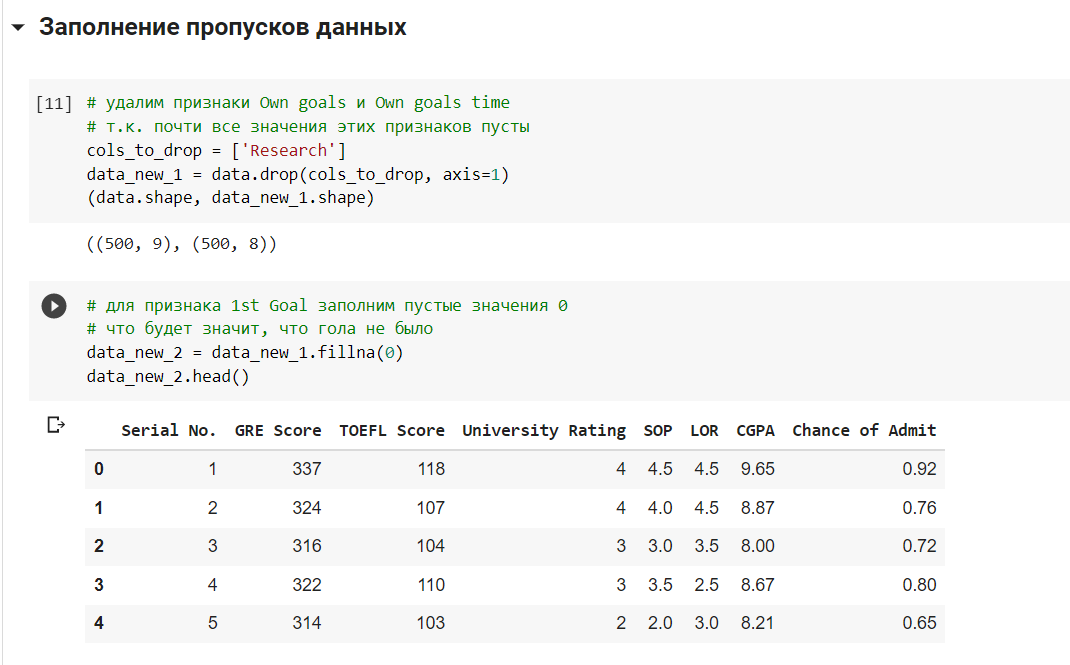 Заполнение пропусков данных
[11] # удалим признаки Own goals и Own goals time
# т.к. почти все значения этих признаков пусты
cols_to_drop = ['Research']
data_new_1 = data.drop(cols_to_drop, axis=1)
(data.shape, data_new_1.shape)
((500, 9), (500, 8))
# для признака 1st Goal заполним пустые значения 0
# что будет значит, что гола не было
data_new_2 = data_new_1.fillna(0)
data_new_2.head()
Serial No. GRE Score TOEFL Score University Rating SOP LOR CGPA Chance of Admit
0 1 337 118 4 4.5 4.5 9.65 0.92
1 2 324 107 4 4.0 4.5 8.87 0.76
2 3 316 104 3 3.0 3.5 8.00 0.72
3 4 322 110 3 3.5 2.5 8.67 0.80
4 5 314 103 2 2.0 3.0 8.21 0.65